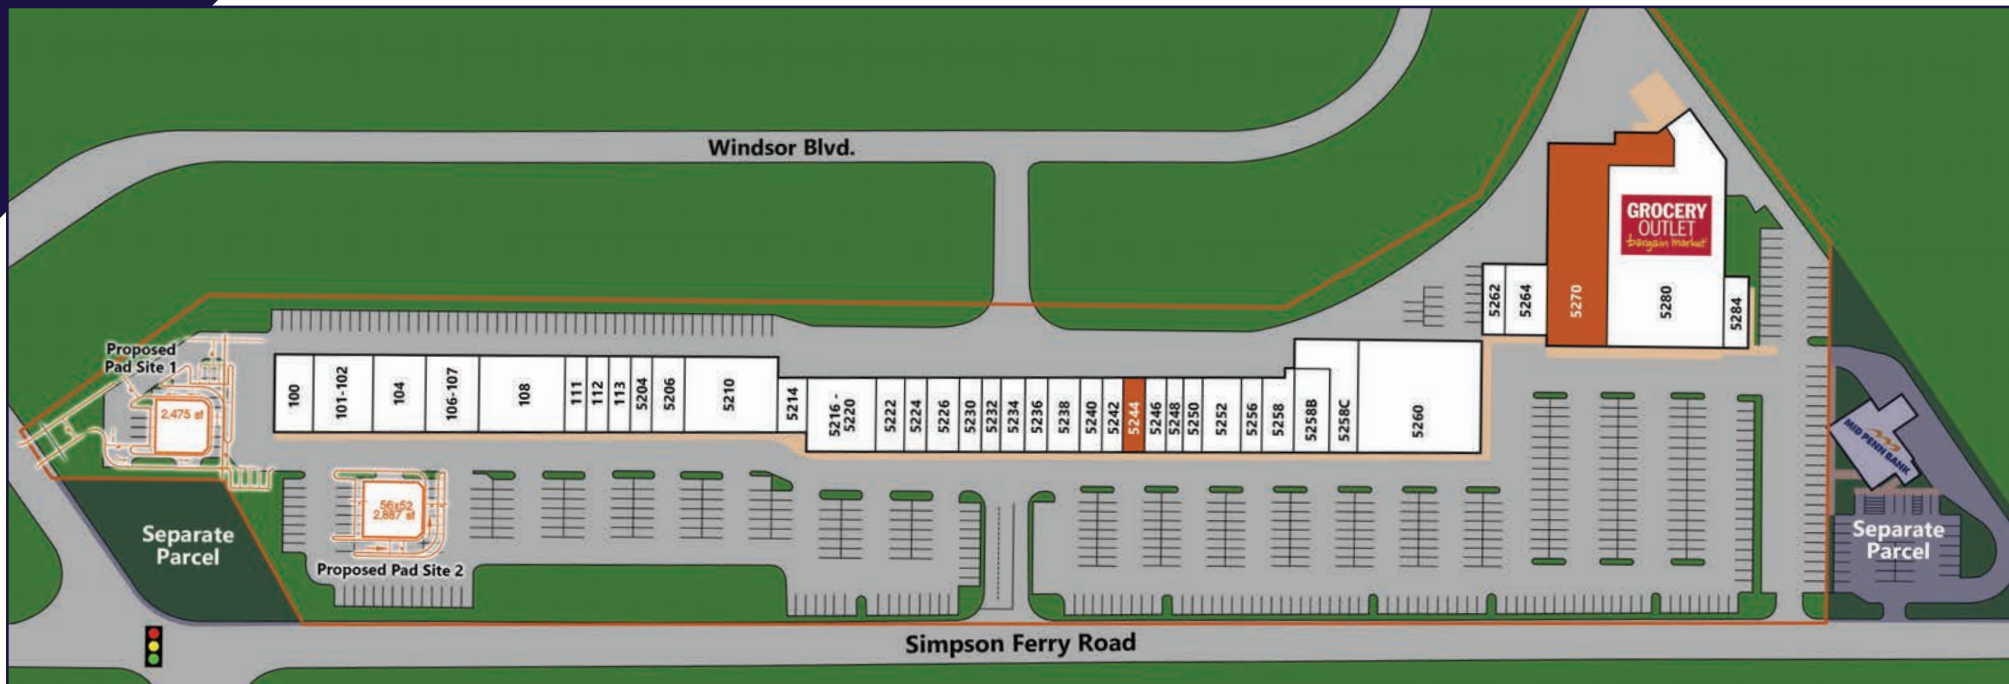 Windsor Blvd.
GROCERY
OUTLET
bargain market
5262
5264
5270
5280
5284
Proposed
Pad Site 1
2,475 sf
100
101-102
104
106-107
108
111
112
113
5204
5206
5210
5214
5216 -
5220
5222
5224
5226
5230
5232
5234
5236
5238
5240
5242
5244
5246
5248
5250
5252
5256
5258
5258B
5258C
5260
MID PENN BANK
56x52
2,887 sf
Proposed Pad Site 2
Separate
Parcel
Separate
Parcel
Simpson Ferry Road